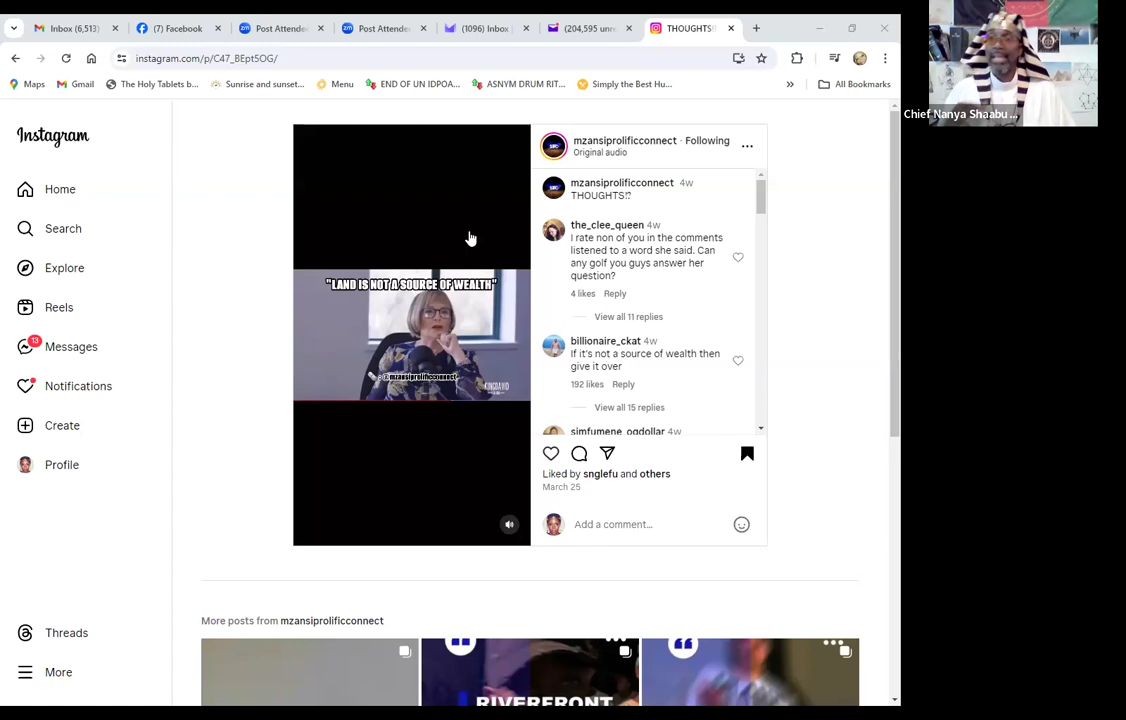 Inbox (6,513)
(7) Facebook
Post Attende
Post Attende
(1096) Inbox
(204,595 unre
THOUGHTS!
instagram.com/p/C47_BEpt5OG/
Maps
Gmail
The Holy Tablets b...
Sunrise and sunset...
Menu
END OF UN IDPOA...
ASNYM DRUM RIT...
Simply the Best Hu...
»
All Bookmarks
Chief Nanya Shaabu ...
Instagram
Home
Search
Explore
Reels
13
Messages
Notifications
Create
Profile
Threads
More
"LAND IS NOT A SOURCE OF WEALTH"
@mzansiprolificconnect
KINGDAVID
mzansiprolificconnect · Following
Original audio
mzansiprolificconnect 4w
THOUGHTS!?
the_clee_queen 4w
I rate non of you in the comments
listened to a word she said. Can
any golf you guys answer her
question?
4 likes Reply
View all 11 replies
billionaire_ckat 4w
If it's not a source of wealth then
give it over
192 likes Reply
View all 15 replies
simfumene_ogdollar 4w
Liked by snglefu and others
March 25
Add a comment...
More posts from mzansiprolificconnect
RIVERFRONT